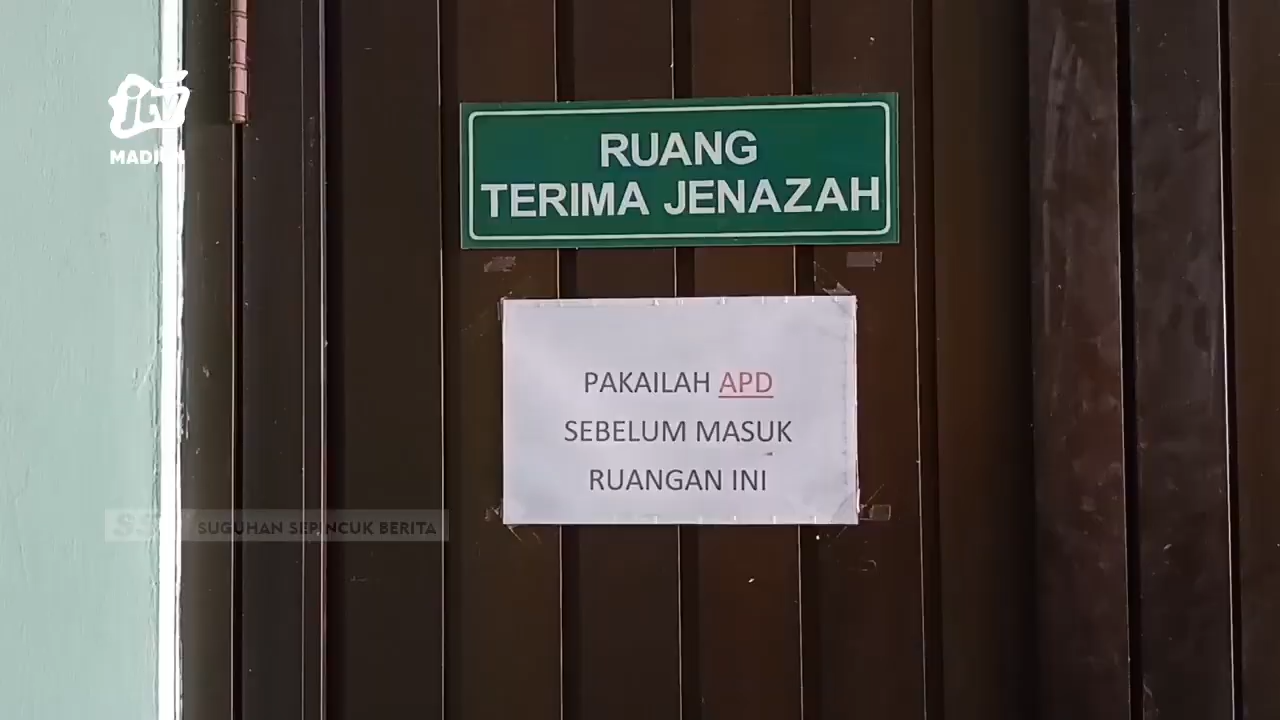 jtv
MADIUN
RUANG
TERIMA JENAZAH
PAKAILAH APD
SEBELUM MASUK
RUANGAN INI
SUGUHAN SEPINCUK BERITA